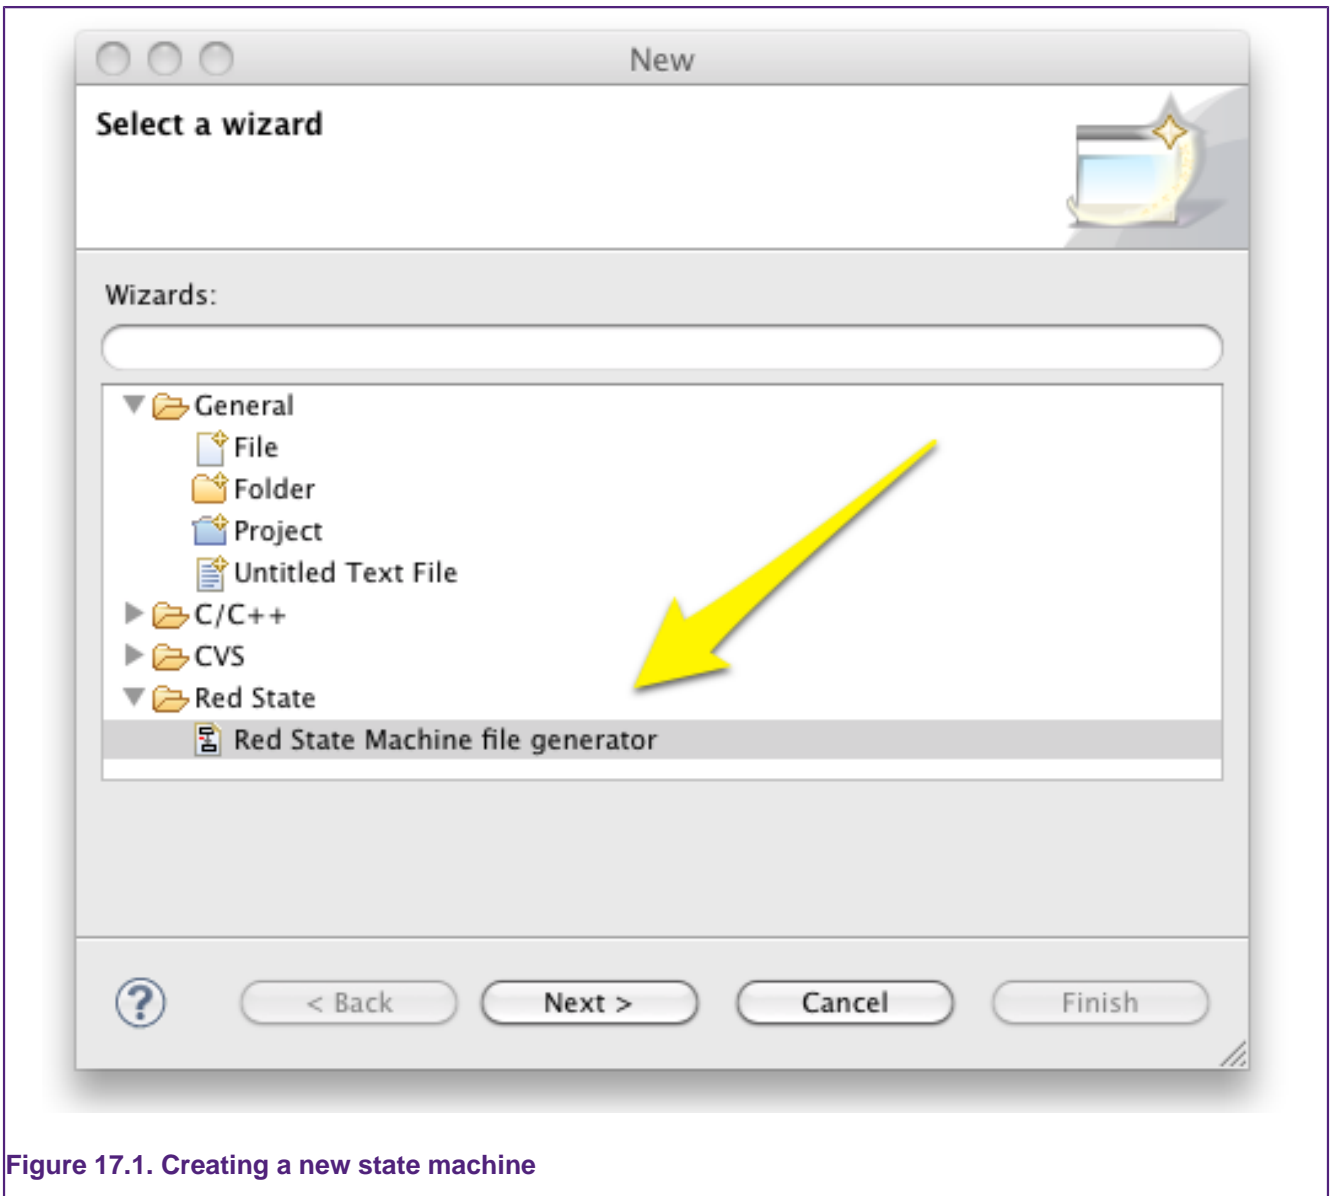 New
Select a wizard
Wizards:
General
File
Folder
Project
Untitled Text File
C/C++
CVS
Red State
Red State Machine file generator
?
< Back
Next >
Cancel
Finish
Figure 17.1. Creating a new state machine